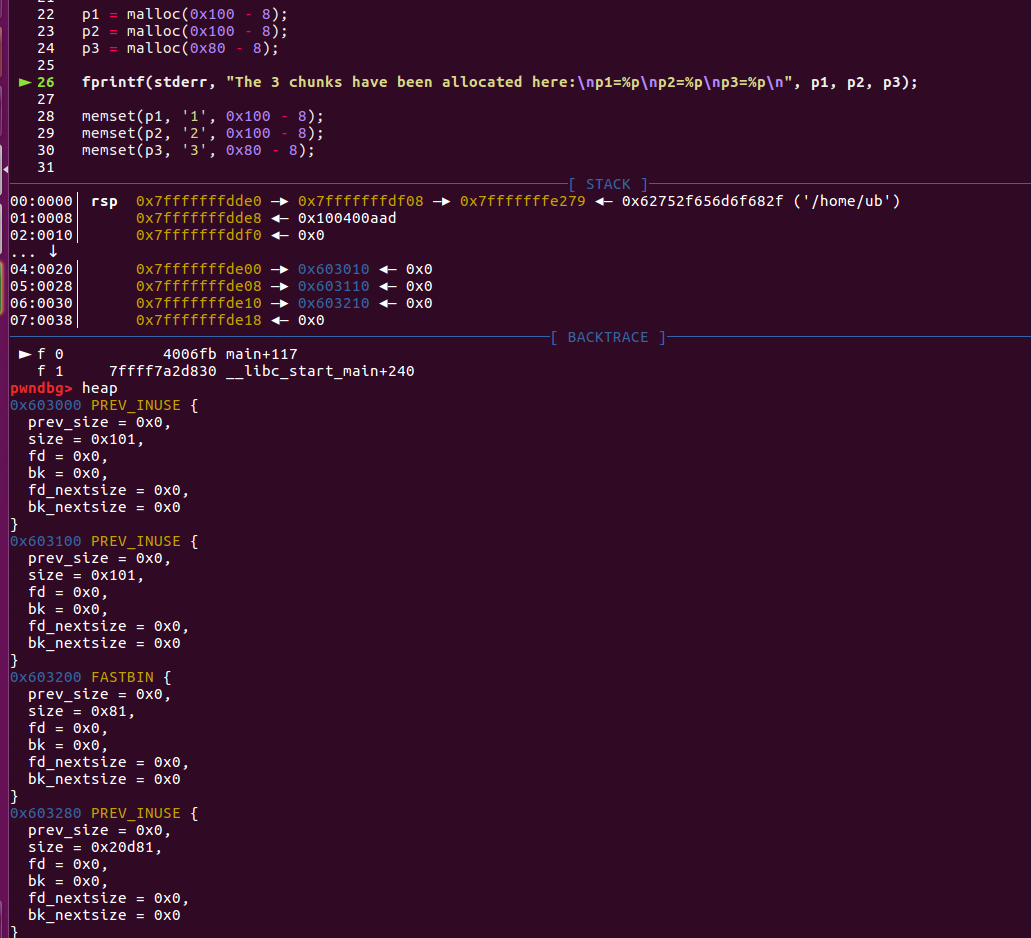 22   p1 = malloc(0x100 - 8);
23   p2 = malloc(0x100 - 8);
24   p3 = malloc(0x80 - 8);
25
► 26   fprintf(stderr, "The 3 chunks have been allocated here:\np1=%p\np2=%p\np3=%p\n", p1, p2, p3);
27
28   memset(p1, '1', 0x100 - 8);
29   memset(p2, '2', 0x100 - 8);
30   memset(p3, '3', 0x80 - 8);
31
[ STACK ]
00:0000│ rsp  0x7fffffffdde0 —▸ 0x7fffffffdf08 —▸ 0x7fffffffe279 ◂— 0x62752f656d6f682f ('/home/ub')
01:0008│      0x7fffffffdde8 ◂— 0x100400aad
02:0010│      0x7fffffffddf0 ◂— 0x0
... ↓
04:0020│      0x7fffffffde00 —▸ 0x603010 ◂— 0x0
05:0028│      0x7fffffffde08 —▸ 0x603110 ◂— 0x0
06:0030│      0x7fffffffde10 —▸ 0x603210 ◂— 0x0
07:0038│      0x7fffffffde18 ◂— 0x0
[ BACKTRACE ]
► f 0           4006fb main+117
f 1     7ffff7a2d830 __libc_start_main+240
pwndbg> heap
0x603000 PREV_INUSE {
  prev_size = 0x0,
  size = 0x101,
  fd = 0x0,
  bk = 0x0,
  fd_nextsize = 0x0,
  bk_nextsize = 0x0
}
0x603100 PREV_INUSE {
  prev_size = 0x0,
  size = 0x101,
  fd = 0x0,
  bk = 0x0,
  fd_nextsize = 0x0,
  bk_nextsize = 0x0
}
0x603200 FASTBIN {
  prev_size = 0x0,
  size = 0x81,
  fd = 0x0,
  bk = 0x0,
  fd_nextsize = 0x0,
  bk_nextsize = 0x0
}
0x603280 PREV_INUSE {
  prev_size = 0x0,
  size = 0x20d81,
  fd = 0x0,
  bk = 0x0,
  fd_nextsize = 0x0,
  bk_nextsize = 0x0
}